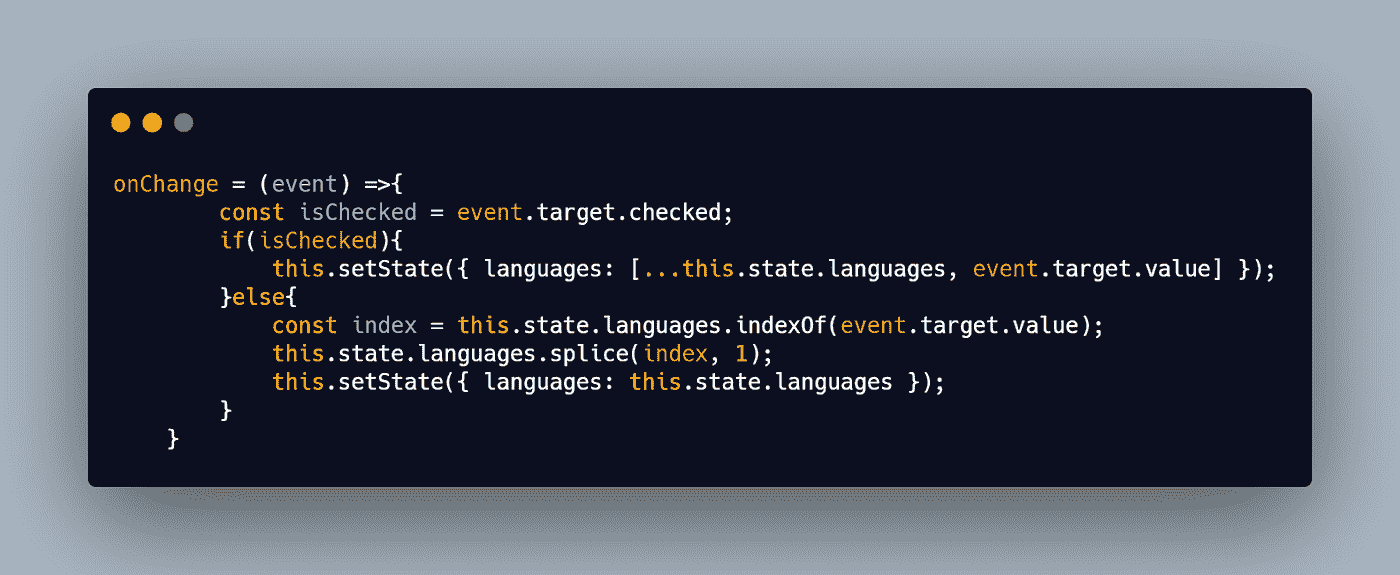 onChange = (event) =>{
        const isChecked = event.target.checked;
        if(isChecked){
            this.setState({ languages: [...this.state.languages, event.target.value] });
        }else{
            const index = this.state.languages.indexOf(event.target.value);
            this.state.languages.splice(index, 1);
            this.setState({ languages: this.state.languages });
        }
    }